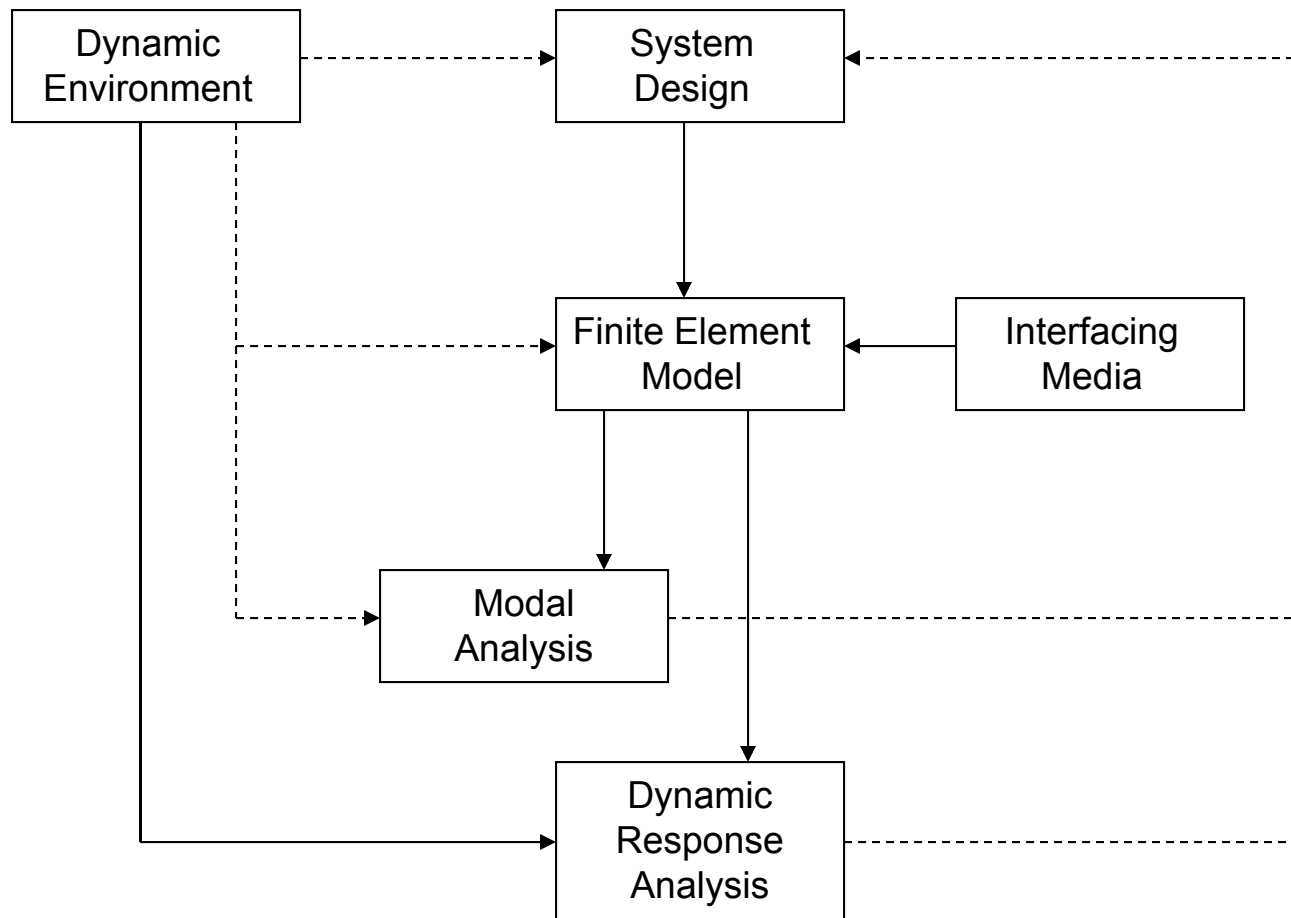 Dynamic
Environment
System
Design
Finite Element
Model
Interfacing
Media
Modal
Analysis
Dynamic
Response
Analysis